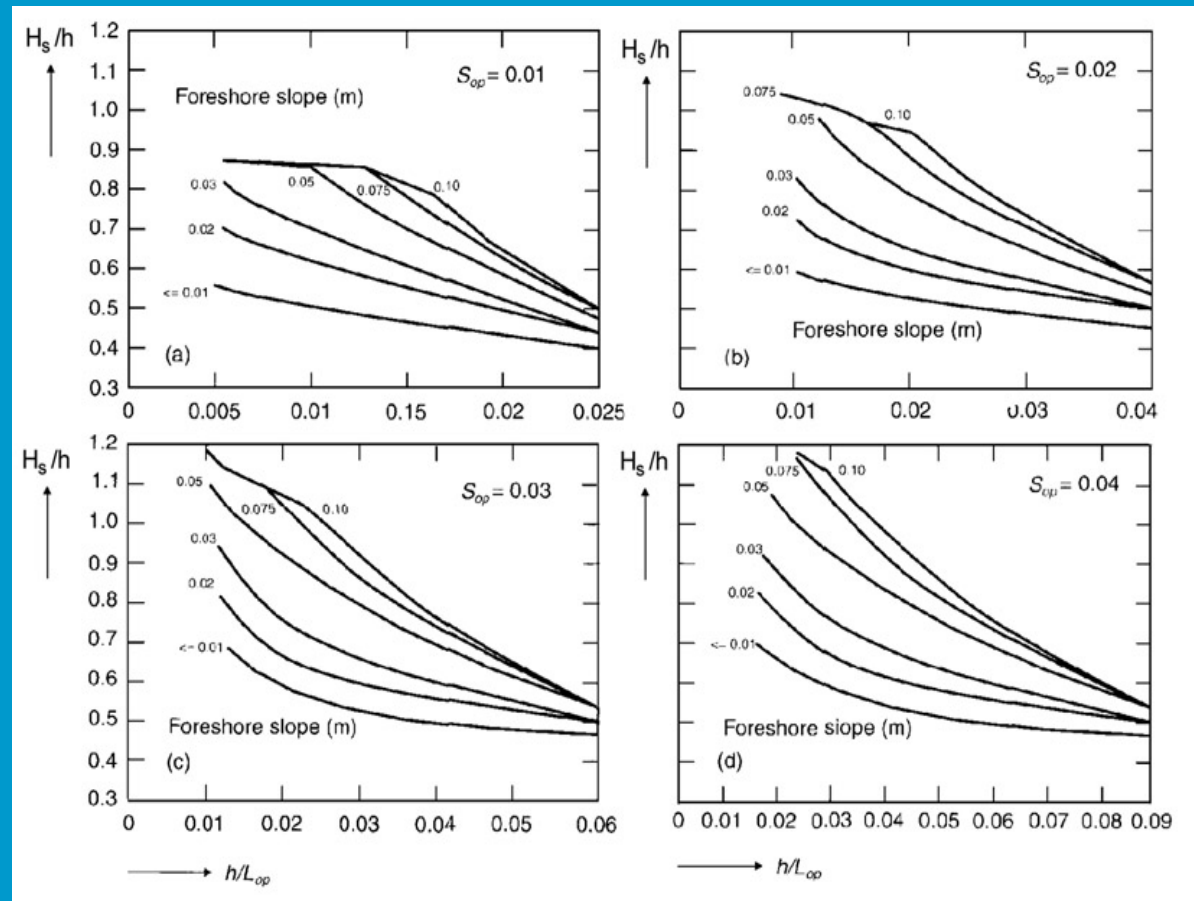 Hs/h
1.2
1.1
1.0
0.9
0.8
0.7
0.6
0.5
0.4
0.3
Sop = 0.01
Foreshore slope (m)
0.03
0.05
0.075
0.10
0.02
<= 0.01
(a)
0 0.005 0.01 0.15 0.02 0.025
Hs/h
Sop = 0.02
0.075
0.10
0.05
0.03
0.02
<= 0.01
Foreshore slope (m)
(b)
0 0.01 0.02 0.03 0.04
Hs/h
1.2
1.1
1.0
0.9
0.8
0.7
0.6
0.5
0.4
0.3
Sop = 0.03
0.05
0.075
0.10
0.03
0.02
<= 0.01
Foreshore slope (m)
(c)
0 0.01 0.02 0.03 0.04 0.05 0.06
h/Lop
Hs/h
Sop = 0.04
0.075
0.10
0.05
0.03
0.02
<= 0.01
Foreshore slope (m)
(d)
0 0.01 0.02 0.03 0.04 0.05 0.06 0.07 0.08 0.09
h/Lop